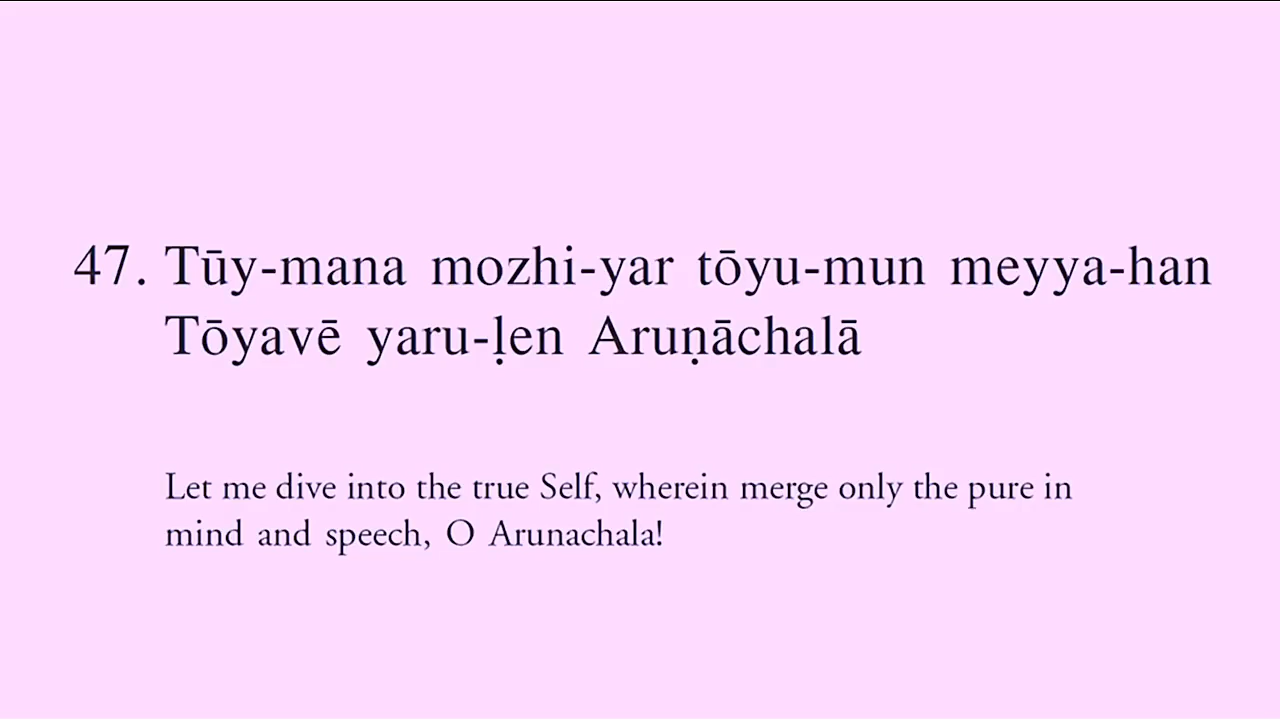 47. Tūy-mana mozhi-yar tōyu-mun meyya-han
Tōyavē yaru-ḷen Aruṇāchalā
Let me dive into the true Self, wherein merge only the pure in
mind and speech, O Arunachala!